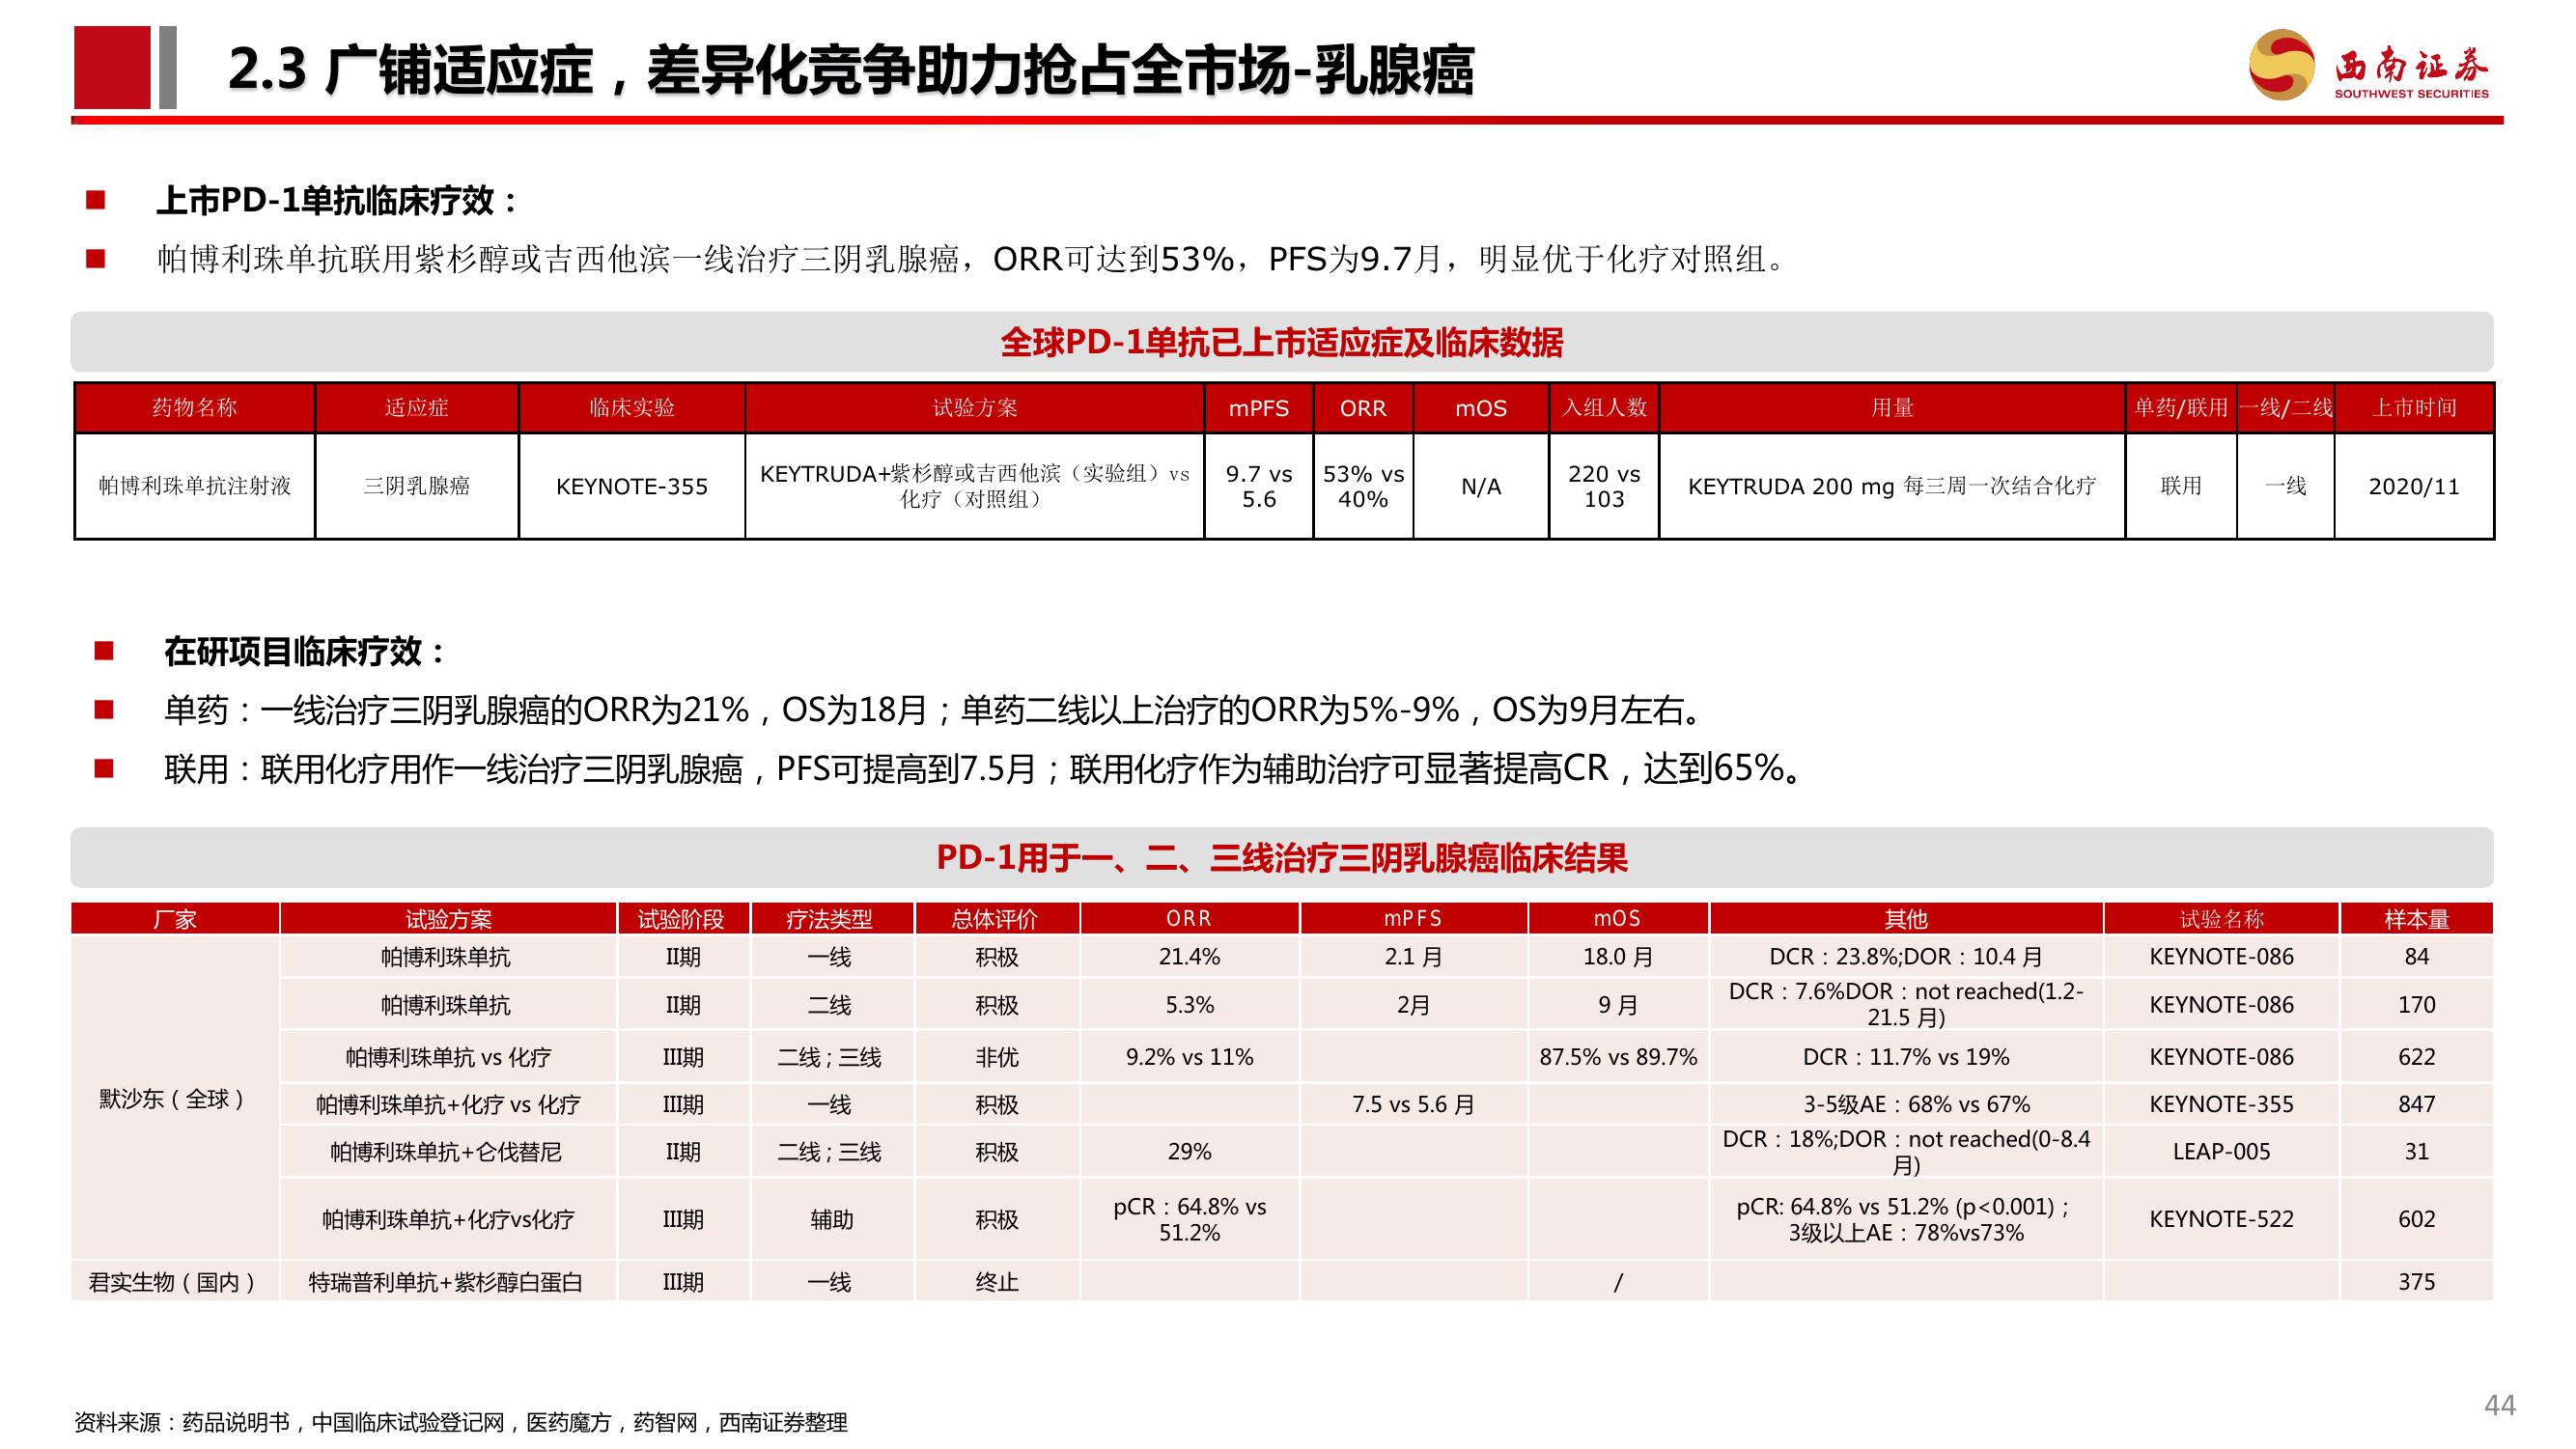 2.3 广铺适应症，差异化竞争助力抢占全市场-乳腺癌
西南证券
SOUTHWEST SECURITIES
上市PD-1单抗临床疗效：
帕博利珠单抗联用紫杉醇或吉西他滨一线治疗三阴乳腺癌，ORR可达到53%，PFS为9.7月，明显优于化疗对照组。
全球PD-1单抗已上市适应症及临床数据
药物名称 适应症 临床实验 试验方案 mPFS ORR mOS 入组人数 用量 单药/联用 一线/二线 上市时间
帕博利珠单抗注射液 三阴乳腺癌 KEYNOTE-355 KEYTRUDA+紫杉醇或吉西他滨（实验组）vs 化疗（对照组） 9.7 vs 5.6 53% vs 40% N/A 220 vs 103 KEYTRUDA 200 mg 每三周一次结合化疗 联用 一线 2020/11
在研项目临床疗效：
单药：一线治疗三阴乳腺癌的ORR为21%，OS为18月；单药二线以上治疗的ORR为5%-9%，OS为9月左右。
联用：联用化疗用作一线治疗三阴乳腺癌，PFS可提高到7.5月；联用化疗作为辅助治疗可显著提高CR，达到65%。
PD-1用于一、二、三线治疗三阴乳腺癌临床结果
厂家 试验方案 试验阶段 疗法类型 总体评价 ORR mPFS mOS 其他 试验名称 样本量
默沙东（全球） 帕博利珠单抗 II期 一线 积极 21.4% 2.1 月 18.0 月 DCR：23.8%;DOR：10.4 月 KEYNOTE-086 84
帕博利珠单抗 II期 二线 积极 5.3% 2月 9 月 DCR：7.6%DOR：not reached(1.2-21.5 月) KEYNOTE-086 170
帕博利珠单抗 vs 化疗 III期 二线；三线 非优 9.2% vs 11% 87.5% vs 89.7% DCR：11.7% vs 19% KEYNOTE-086 622
帕博利珠单抗+化疗 vs 化疗 III期 一线 积极 7.5 vs 5.6 月 3-5级AE：68% vs 67% KEYNOTE-355 847
帕博利珠单抗+仑伐替尼 II期 二线；三线 积极 29% DCR：18%;DOR：not reached(0-8.4 月) LEAP-005 31
帕博利珠单抗+化疗vs化疗 III期 辅助 积极 pCR：64.8% vs 51.2% pCR: 64.8% vs 51.2% (p<0.001)； 3级以上AE：78%vs73% KEYNOTE-522 602
君实生物（国内） 特瑞普利单抗+紫杉醇白蛋白 III期 一线 终止 / 375
资料来源：药品说明书，中国临床试验登记网，医药魔方，药智网，西南证券整理
44